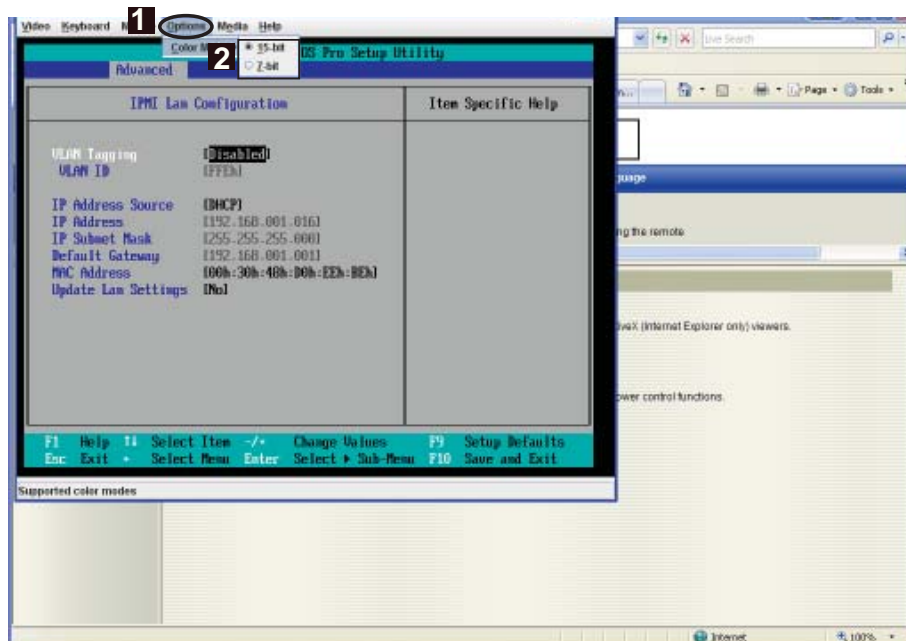 1
Video Keyboard Options Media Help
2
Color 15-bit
7-bit
OS Pro Setup Utility
Live Search
Advanced
Page Tools
IPMI Lan Configuration
Item Specific Help
VLAN Tagging [Disabled]
VLAN ID [FFEh]
IP Address Source [DHCP]
IP Address [192.168.001.016]
IP Subnet Mask [255.255.255.000]
Default Gateway [192.168.001.001]
MAC Address [00h:30h:48h:D0h:EEh:BEh]
Update Lan Settings [No]
guage
ng the remote
iveX (Internet Explorer only) viewers.
ower control functions.
F1 Help ↑↓ Select Item -/+ Change Values F9 Setup Defaults
Esc Exit Select Menu Enter Select ▶ Sub-Menu F10 Save and Exit
Supported color modes
Internet
100%